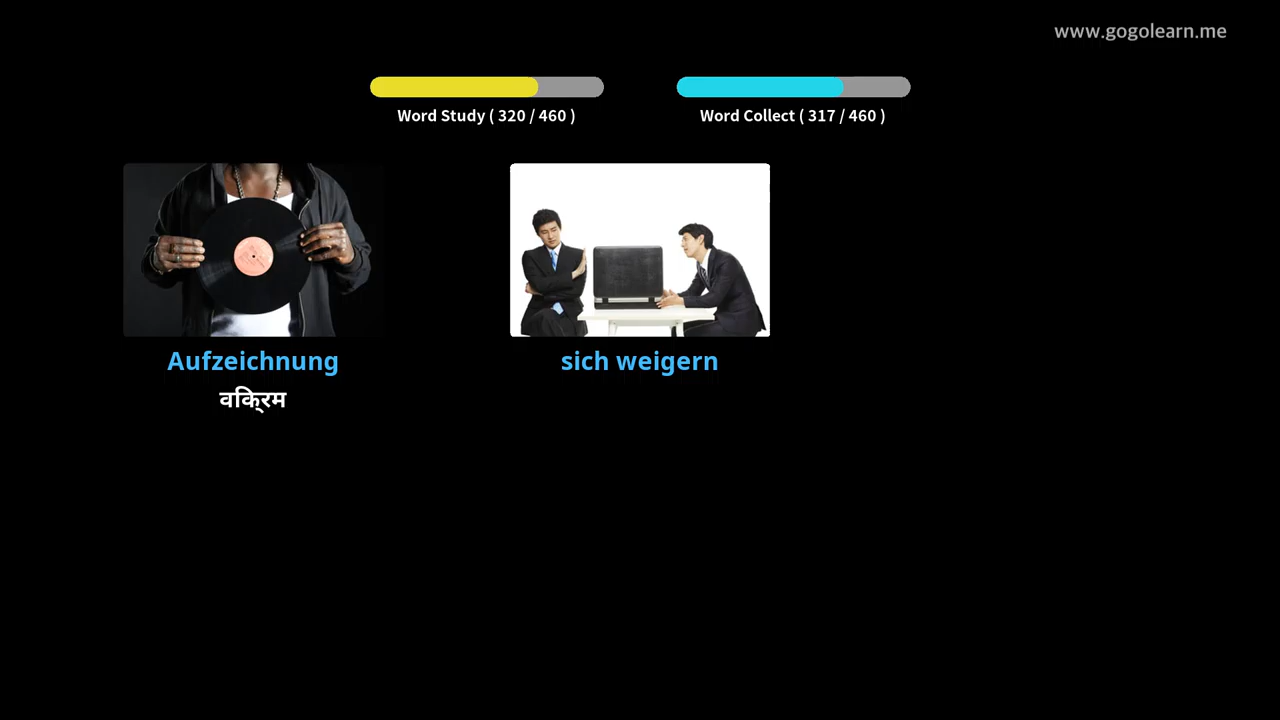 www.gogolearn.me
Word Study ( 320 / 460 )
Word Collect ( 317 / 460 )
Aufzeichnung
sich weigern
वक्रिम